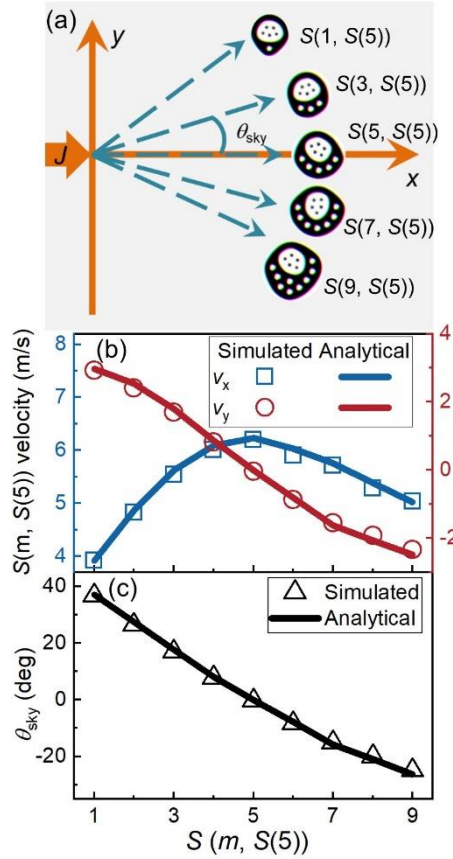 (a)
y
S(1, S(5))
S(3, S(5))
θsky
S(5, S(5))
J
x
S(7, S(5))
S(9, S(5))
(b)
Simulated Analytical
vx
vy
S(m, S(5)) velocity (m/s)
8
7
6
5
4
4
2
0
-2
(c)
Simulated
Analytical
θsky (deg)
40
20
0
-20
1 3 5 7 9
S (m, S(5))